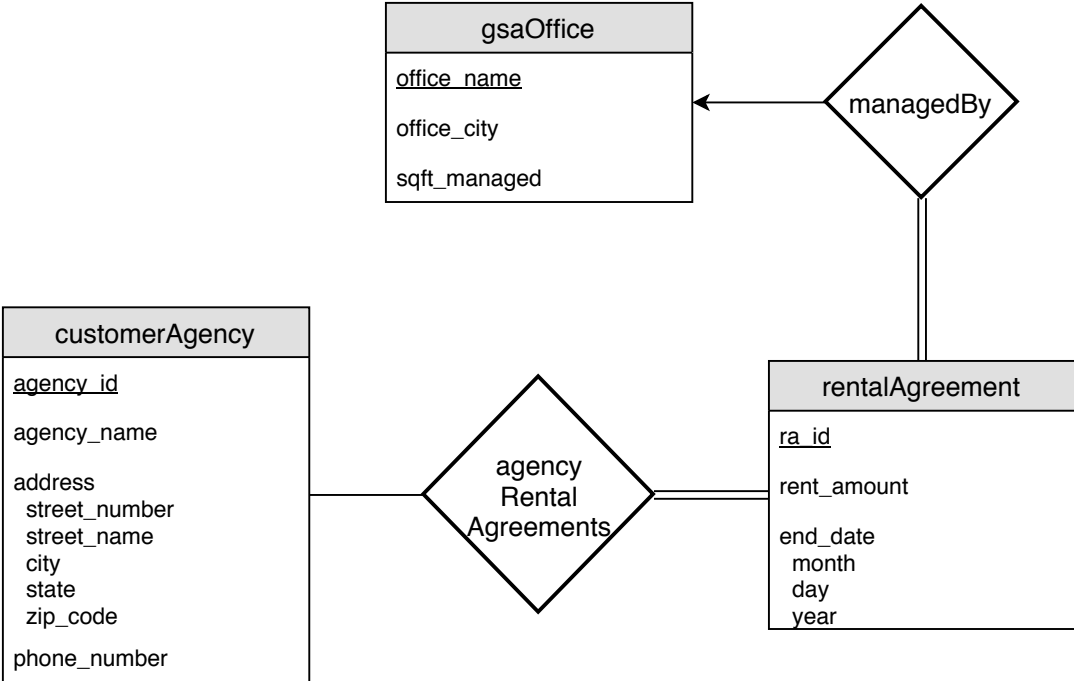 gsaOffice
office_name
office_city
sqft_managed
managedBy
customerAgency
agency_id
agency_name
address
street_number
street_name
city
state
zip_code
phone_number
agency
Rental
Agreements
rentalAgreement
ra_id
rent_amount
end_date
month
day
year